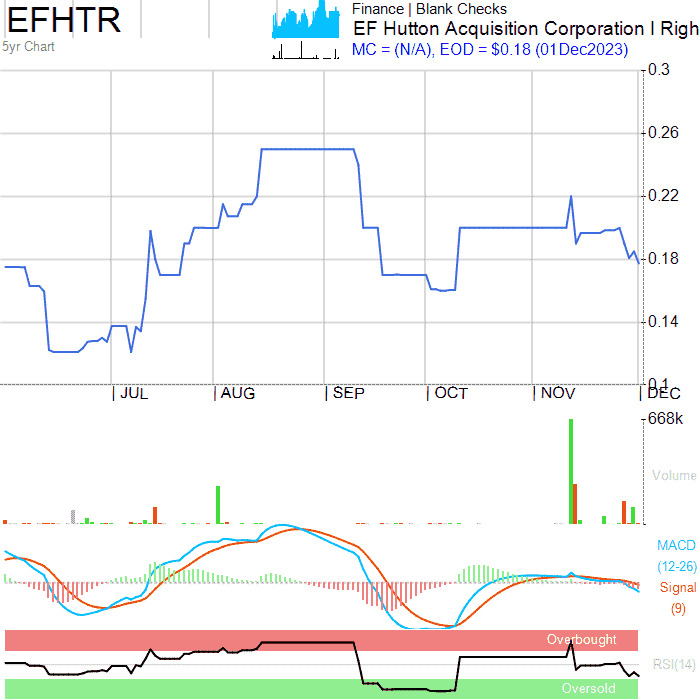 EFHTR
5yr Chart
Finance | Blank Checks
EF Hutton Acquisition Corporation I Righ
MC = (N/A), EOD = $0.18 (01Dec2023)
0.3
0.26
0.22
0.18
0.14
0.1
JUL
AUG
SEP
OCT
NOV
DEC
668k
Volume
MACD
(12-26)
Signal
(9)
Overbought
RSI(14)
Oversold